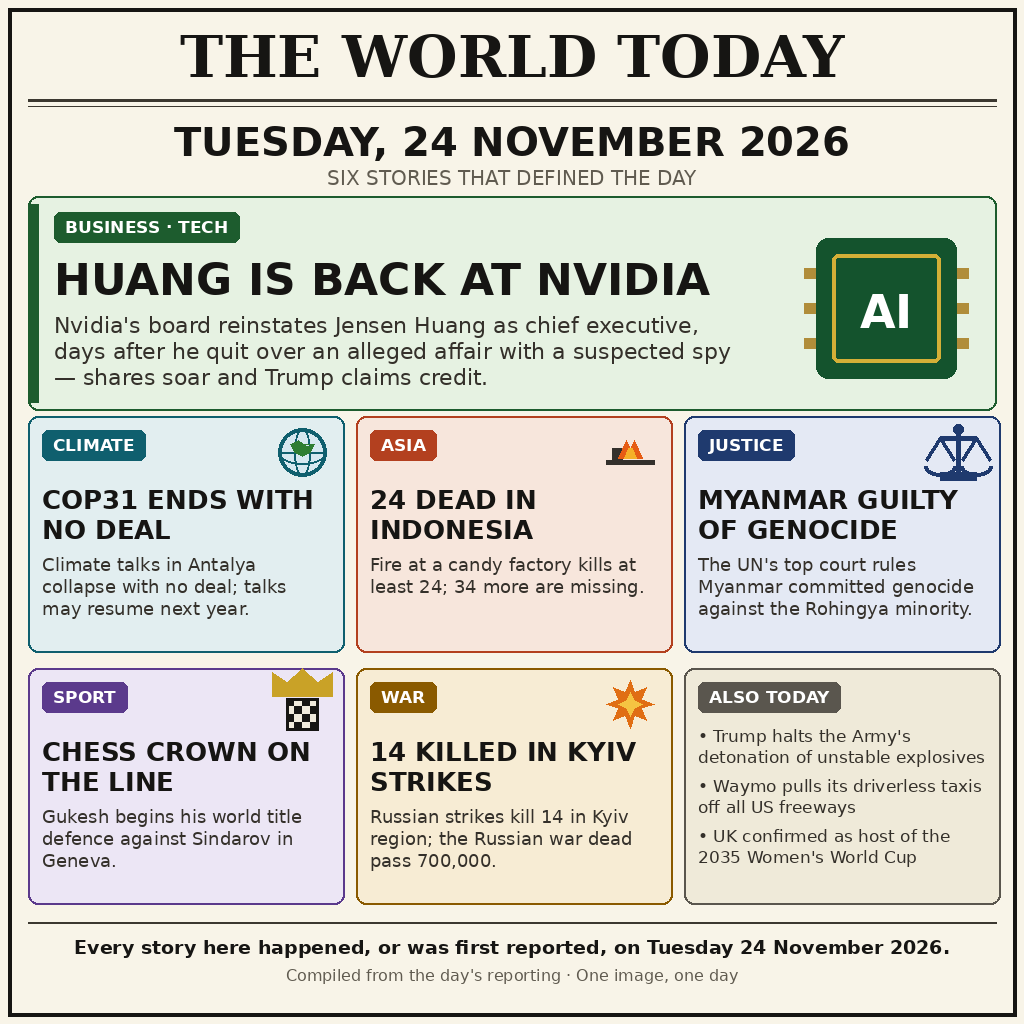 THE WORLD TODAY
TUESDAY, 24 NOVEMBER 2026
SIX STORIES THAT DEFINED THE DAY
BUSINESS · TECH
HUANG IS BACK AT NVIDIA
Nvidia's board reinstates Jensen Huang as chief executive,
days after he quit over an alleged affair with a suspected spy
— shares soar and Trump claims credit.
AI
CLIMATE
COP31 ENDS WITH
NO DEAL
Climate talks in Antalya
collapse with no deal; talks
may resume next year.
ASIA
24 DEAD IN
INDONESIA
Fire at a candy factory kills at
least 24; 34 more are missing.
JUSTICE
MYANMAR GUILTY
OF GENOCIDE
The UN's top court rules
Myanmar committed genocide
against the Rohingya minority.
SPORT
CHESS CROWN ON
THE LINE
Gukesh begins his world title
defence against Sindarov in
Geneva.
WAR
14 KILLED IN KYIV
STRIKES
Russian strikes kill 14 in Kyiv
region; the Russian war dead
pass 700,000.
ALSO TODAY
• Trump halts the Army's
detonation of unstable explosives
• Waymo pulls its driverless taxis
off all US freeways
• UK confirmed as host of the
2035 Women's World Cup
Every story here happened, or was first reported, on Tuesday 24 November 2026.
Compiled from the day's reporting · One image, one day